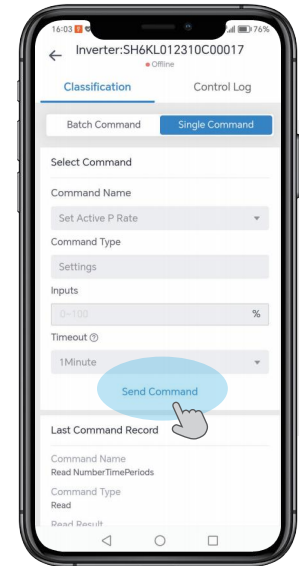 16:03
76%
Inverter:SH6KL012310C00017
Offline
Classification
Control Log
Batch Command
Single Command
Select Command
Command Name
Set Active P Rate
Command Type
Settings
Inputs
0~100
%
Timeout
1Minute
Send Command
Last Command Record
Command Name
Read NumberTimePeriods
Command Type
Read
Read Result